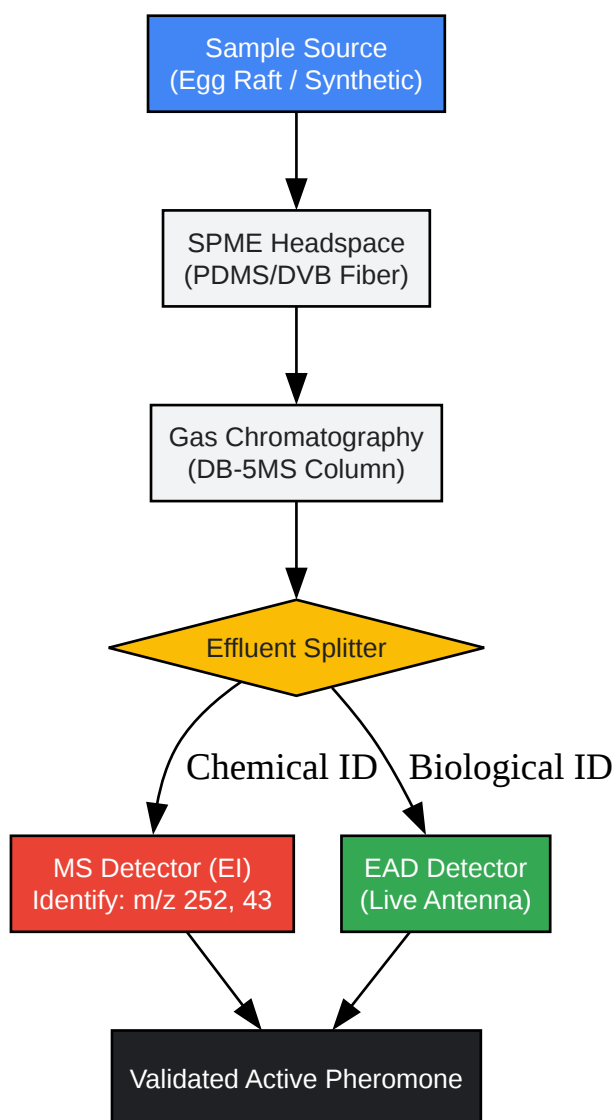 Sample Source
(Egg Raft / Synthetic)
SPME Headspace
(PDMS/DVB Fiber)
Gas Chromatography
(DB-5MS Column)
Effluent Splitter
Chemical ID
Biological ID
MS Detector (EI)
Identify: m/z 252, 43
EAD Detector
(Live Antenna)
Validated Active Pheromone